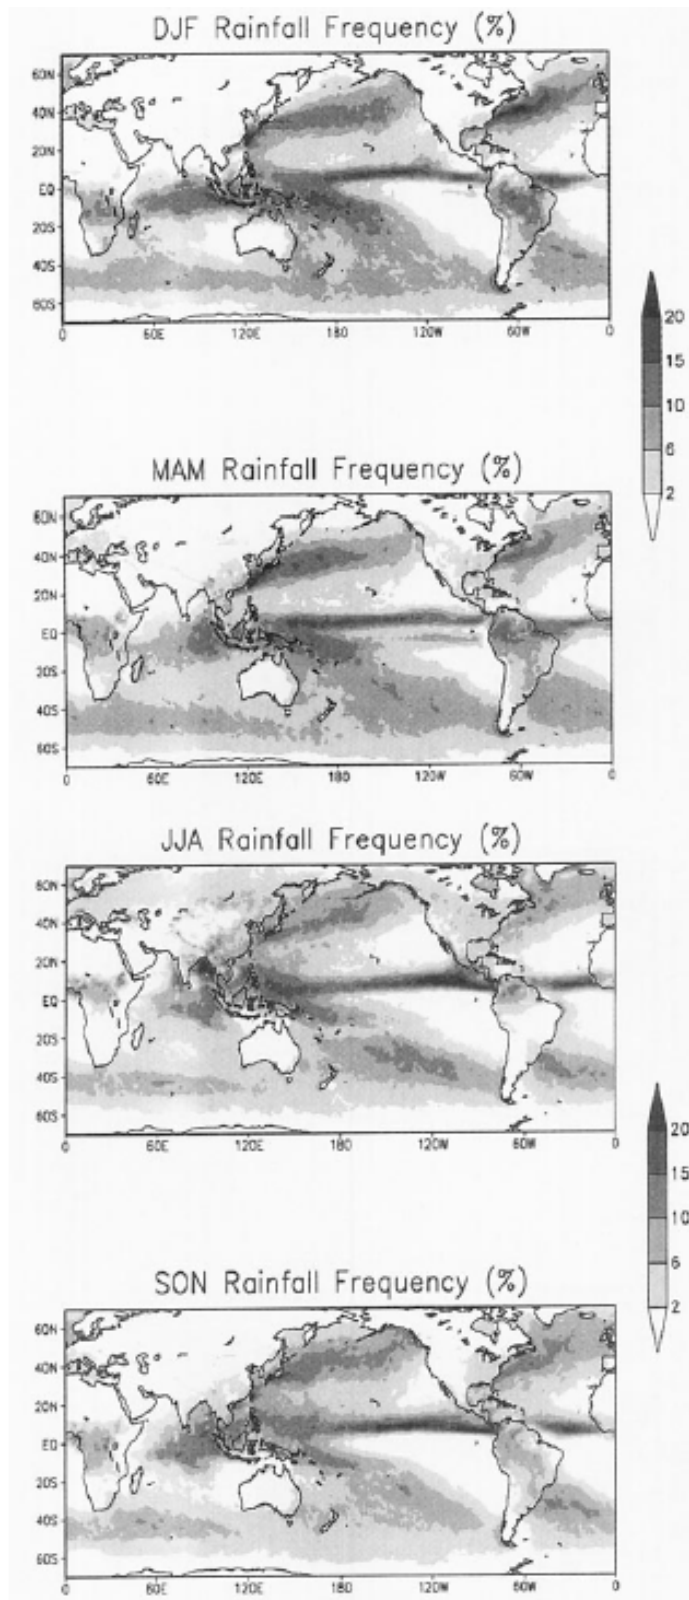 DJF Rainfall Frequency (%)
60N
40N
20N
EQ
20S
40S
60S
0 60E 120E 180 120W 60W 0
20
15
10
6
2
MAM Rainfall Frequency (%)
60N
40N
20N
EQ
20S
40S
60S
0 60E 120E 180 120W 60W 0
JJA Rainfall Frequency (%)
60N
40N
20N
EQ
20S
40S
60S
0 60E 120E 180 120W 60W 0
20
15
10
6
2
SON Rainfall Frequency (%)
60N
40N
20N
EQ
20S
40S
60S
0 60E 120E 180 120W 60W 0